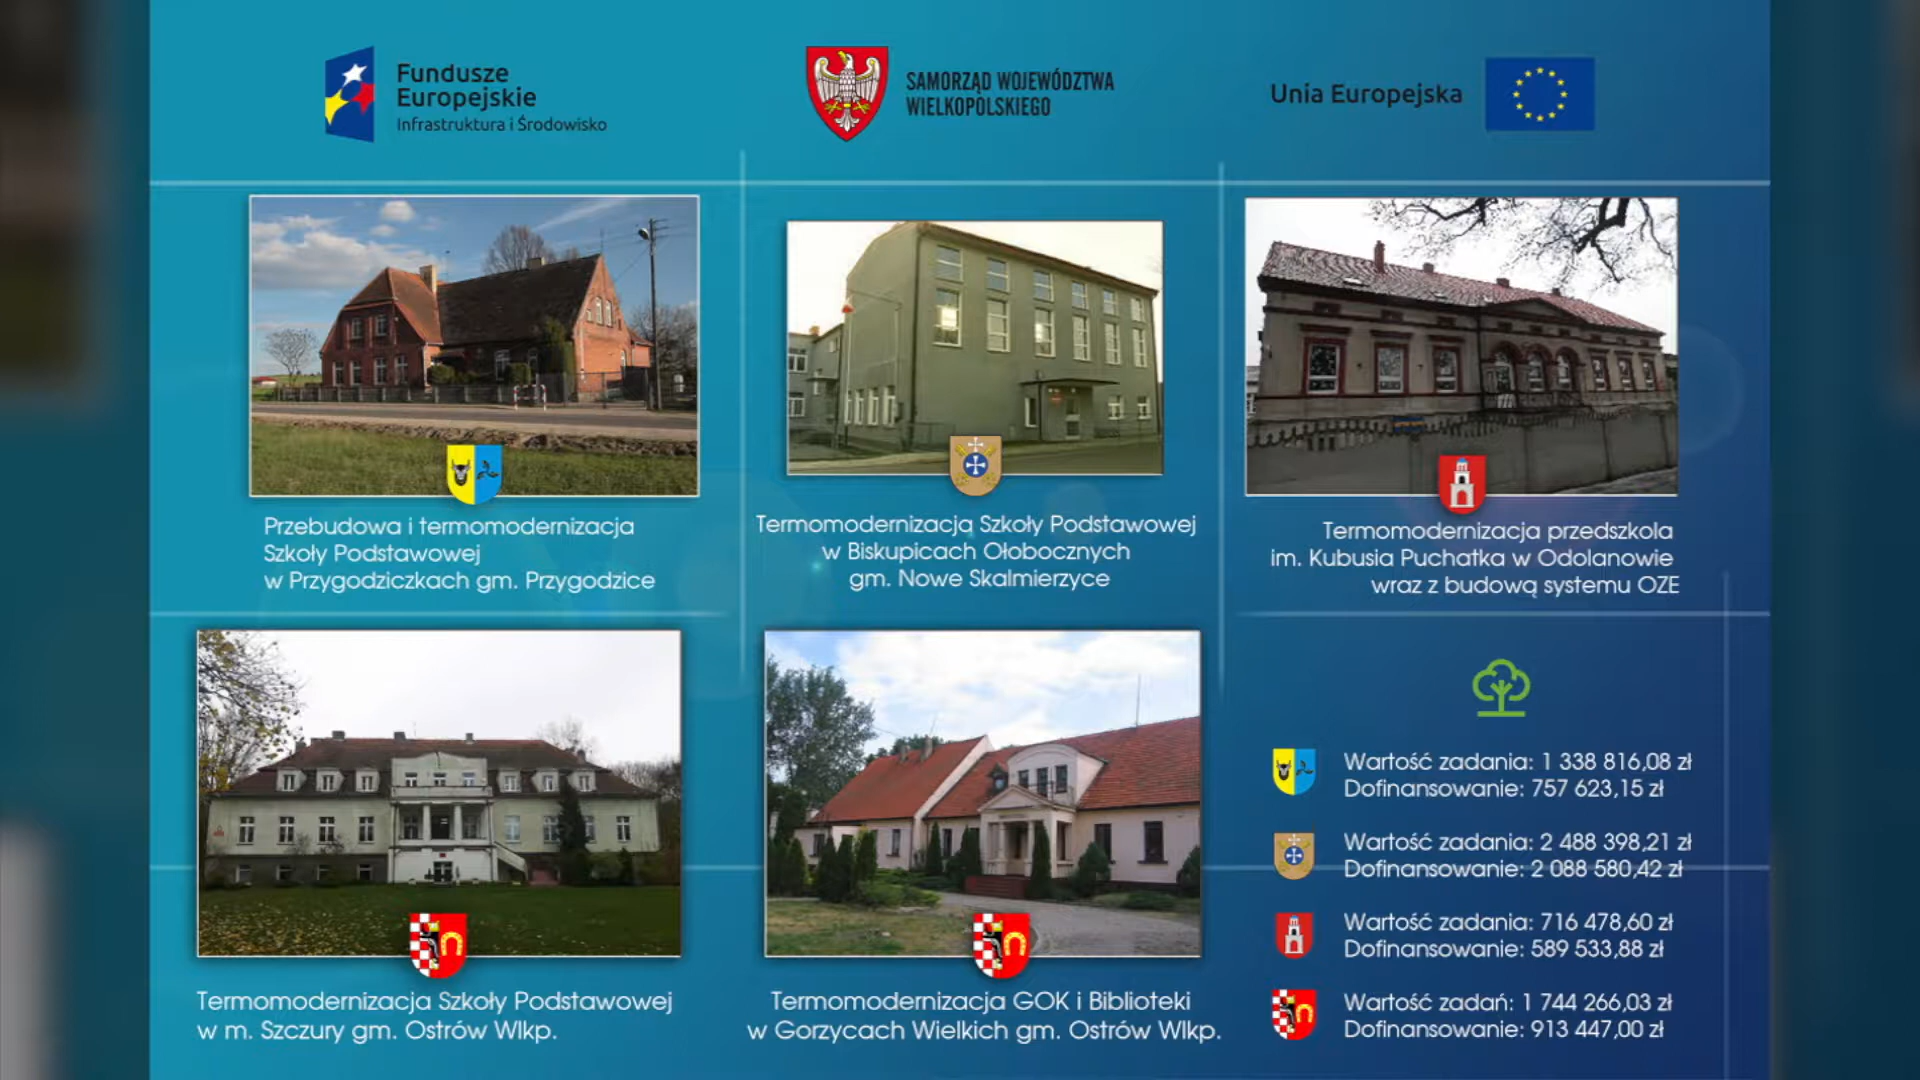 Fundusze
Europejskie
Infrastruktura i Środowisko
SAMORZĄD WOJEWÓDZTWA
WIELKOPOLSKIEGO
Unia Europejska
Przebudowa i termomodernizacja
Szkoły Podstawowej
w Przygodziczkach gm. Przygodzice
Termomodernizacja Szkoły Podstawowej
w Biskupicach Ołobocznych
gm. Nowe Skalmierzyce
Termomodernizacja przedszkola
im. Kubusia Puchatka w Odolanowie
wraz z budową systemu OZE
Termomodernizacja Szkoły Podstawowej
w m. Szczury gm. Ostrów Wlkp.
Termomodernizacja GOK i Biblioteki
w Gorzycach Wielkich gm. Ostrów Wlkp.
Wartość zadania: 1 338 816,08 zł
Dofinansowanie: 757 623,15 zł
Wartość zadania: 2 488 398,21 zł
Dofinansowanie: 2 088 580,42 zł
Wartość zadania: 716 478,60 zł
Dofinansowanie: 589 533,88 zł
Wartość zadań: 1 744 266,03 zł
Dofinansowanie: 913 447,00 zł